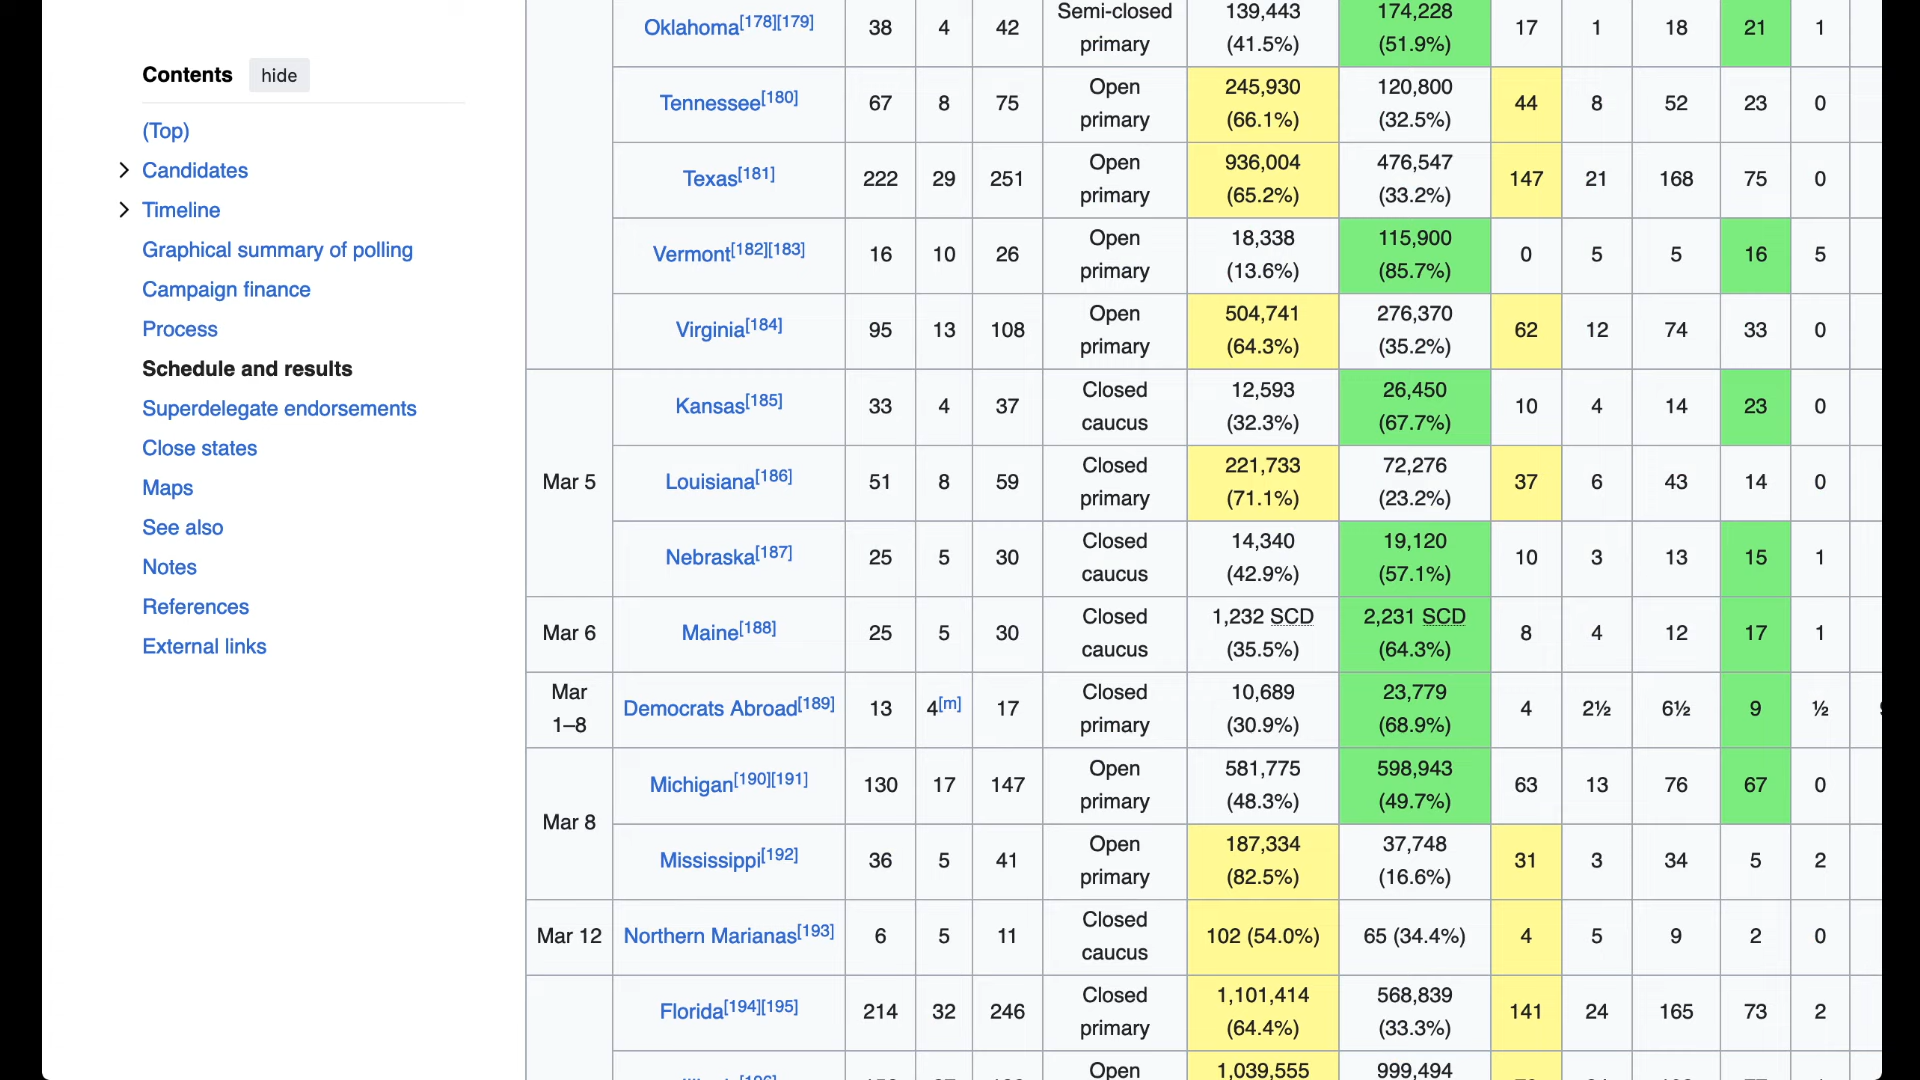 Contents hide
(Top)
Candidates
Timeline
Graphical summary of polling
Campaign finance
Process
Schedule and results
Superdelegate endorsements
Close states
Maps
See also
Notes
References
External links
Oklahoma[178][179] 38 4 42 Semi-closed primary 139,443 (41.5%) 174,228 (51.9%) 17 1 18 21 1
Tennessee[180] 67 8 75 Open primary 245,930 (66.1%) 120,800 (32.5%) 44 8 52 23 0
Texas[181] 222 29 251 Open primary 936,004 (65.2%) 476,547 (33.2%) 147 21 168 75 0
Vermont[182][183] 16 10 26 Open primary 18,338 (13.6%) 115,900 (85.7%) 0 5 5 16 5
Virginia[184] 95 13 108 Open primary 504,741 (64.3%) 276,370 (35.2%) 62 12 74 33 0
Mar 5
Kansas[185] 33 4 37 Closed caucus 12,593 (32.3%) 26,450 (67.7%) 10 4 14 23 0
Louisiana[186] 51 8 59 Closed primary 221,733 (71.1%) 72,276 (23.2%) 37 6 43 14 0
Nebraska[187] 25 5 30 Closed caucus 14,340 (42.9%) 19,120 (57.1%) 10 3 13 15 1
Mar 6 Maine[188] 25 5 30 Closed caucus 1,232 SCD (35.5%) 2,231 SCD (64.3%) 8 4 12 17 1
Mar 1–8 Democrats Abroad[189] 13 4[m] 17 Closed primary 10,689 (30.9%) 23,779 (68.9%) 4 2½ 6½ 9 ½
Mar 8
Michigan[190][191] 130 17 147 Open primary 581,775 (48.3%) 598,943 (49.7%) 63 13 76 67 0
Mississippi[192] 36 5 41 Open primary 187,334 (82.5%) 37,748 (16.6%) 31 3 34 5 2
Mar 12 Northern Marianas[193] 6 5 11 Closed caucus 102 (54.0%) 65 (34.4%) 4 5 9 2 0
Florida[194][195] 214 32 246 Closed primary 1,101,414 (64.4%) 568,839 (33.3%) 141 24 165 73 2
Open 1,039,555 999,494